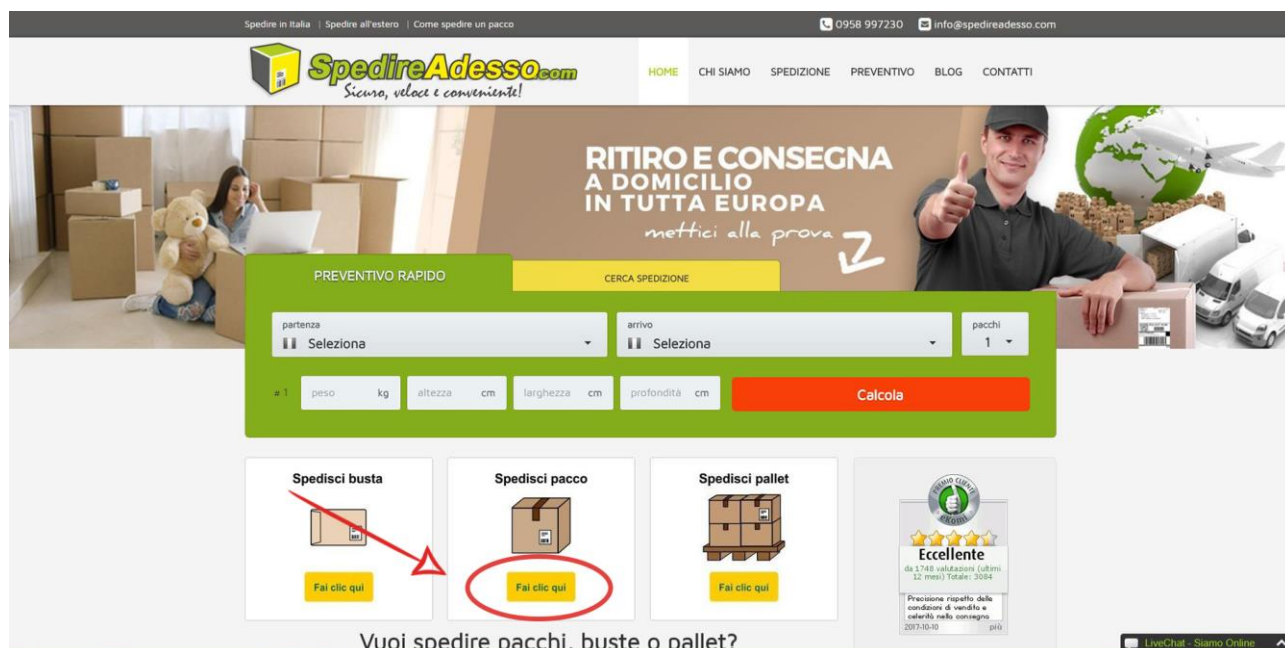 Spedire in Italia | Spedire all'estero | Come spedire un pacco
0958 997230 info@spedireadesso.com
SpedireAdesso.com
Sicuro, veloce e conveniente!
HOME CHI SIAMO SPEDIZIONE PREVENTIVO BLOG CONTATTI
RITIRO E CONSEGNA
A DOMICILIO
IN TUTTA EUROPA
mettici alla prova
PREVENTIVO RAPIDO
CERCA SPEDIZIONE
partenza
Seleziona
arrivo
Seleziona
pacchi
1
# 1 peso kg altezza cm larghezza cm profondità cm Calcola
Spedisci busta
Fai clic qui
Spedisci pacco
Fai clic qui
Spedisci pallet
Fai clic qui
PREMIO CLIENTE
eKomi
Eccellente
da 1748 valutazioni (ultimi
12 mesi) Totale: 3084
Precisione rispetto delle
condizioni di vendita e
celerità nella consegna
2017-10-10 più
Vuoi spedire pacchi, buste o pallet?
LiveChat - Siamo Online